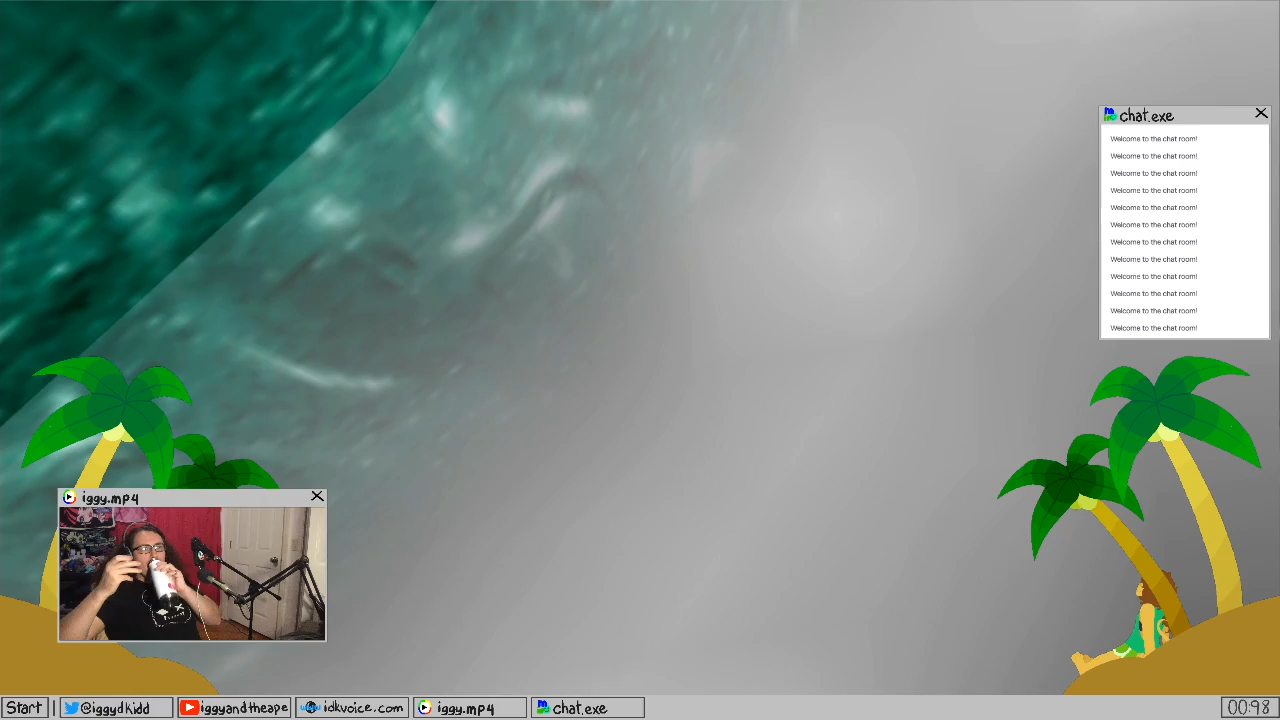 chat.exe
Welcome to the chat room!
Welcome to the chat room!
Welcome to the chat room!
Welcome to the chat room!
Welcome to the chat room!
Welcome to the chat room!
Welcome to the chat room!
Welcome to the chat room!
Welcome to the chat room!
Welcome to the chat room!
Welcome to the chat room!
Welcome to the chat room!
iggy.mp4
Start | @iggydkidd iggyandtheape www idkvoice.com iggy.mp4 chat.exe 00:98